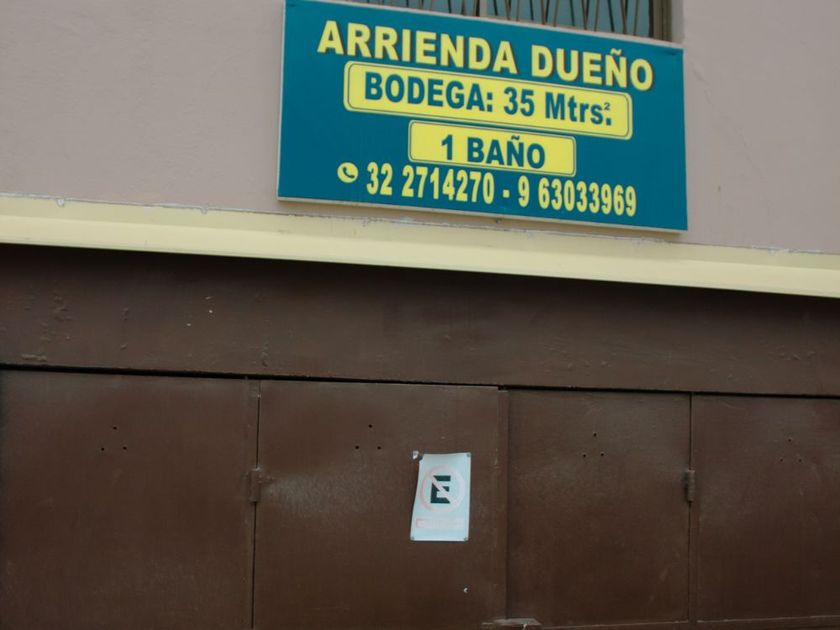 ARRIENDA DUEÑO
BODEGA: 35 Mtrs.²
1 BAÑO
32 2714270 - 9 63033969
E